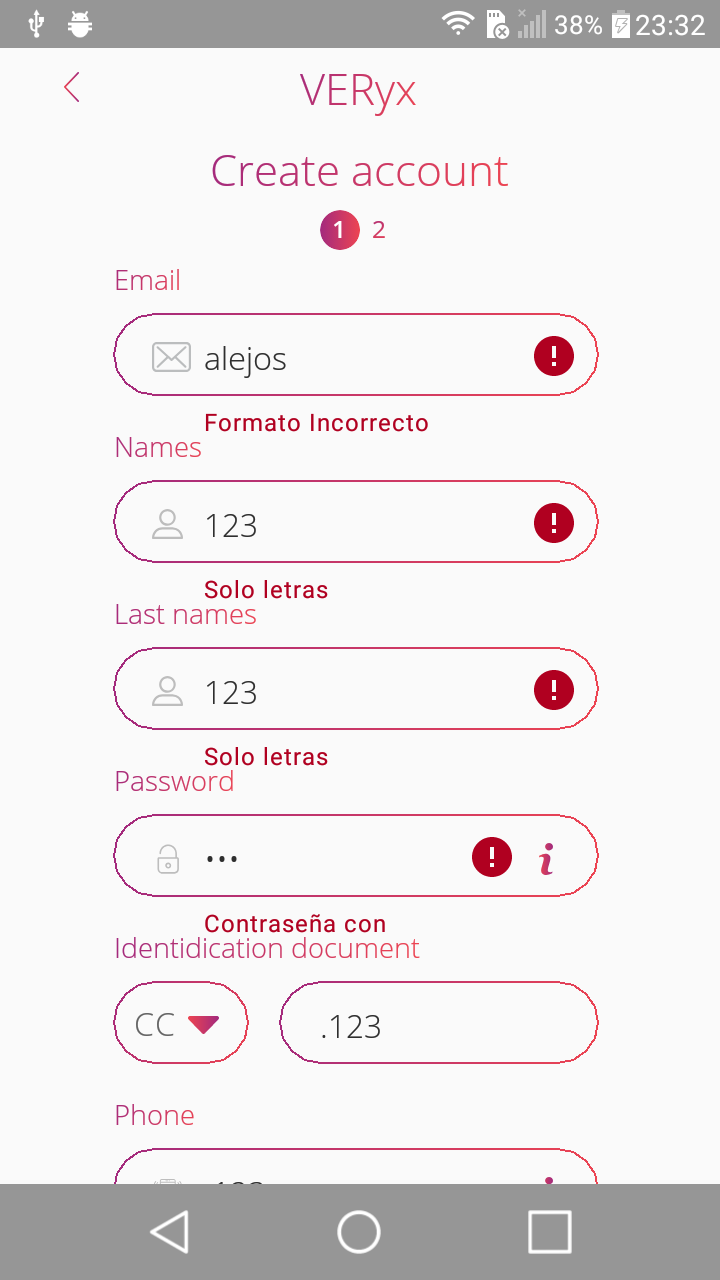 38% 23:32
VERyx
Create account
1 2
Email
alejos
Formato Incorrecto
Names
123
Solo letras
Last names
123
Solo letras
Password
•••
Contraseña con
Identidication document
CC .123
Phone